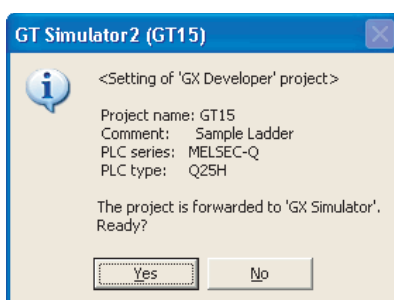 GT Simulator2 (GT15)
<Setting of 'GX Developer' project>
Project name: GT15
Comment: Sample Ladder
PLC series: MELSEC-Q
PLC type: Q25H
The project is forwarded to 'GX Simulator'.
Ready?
Yes No